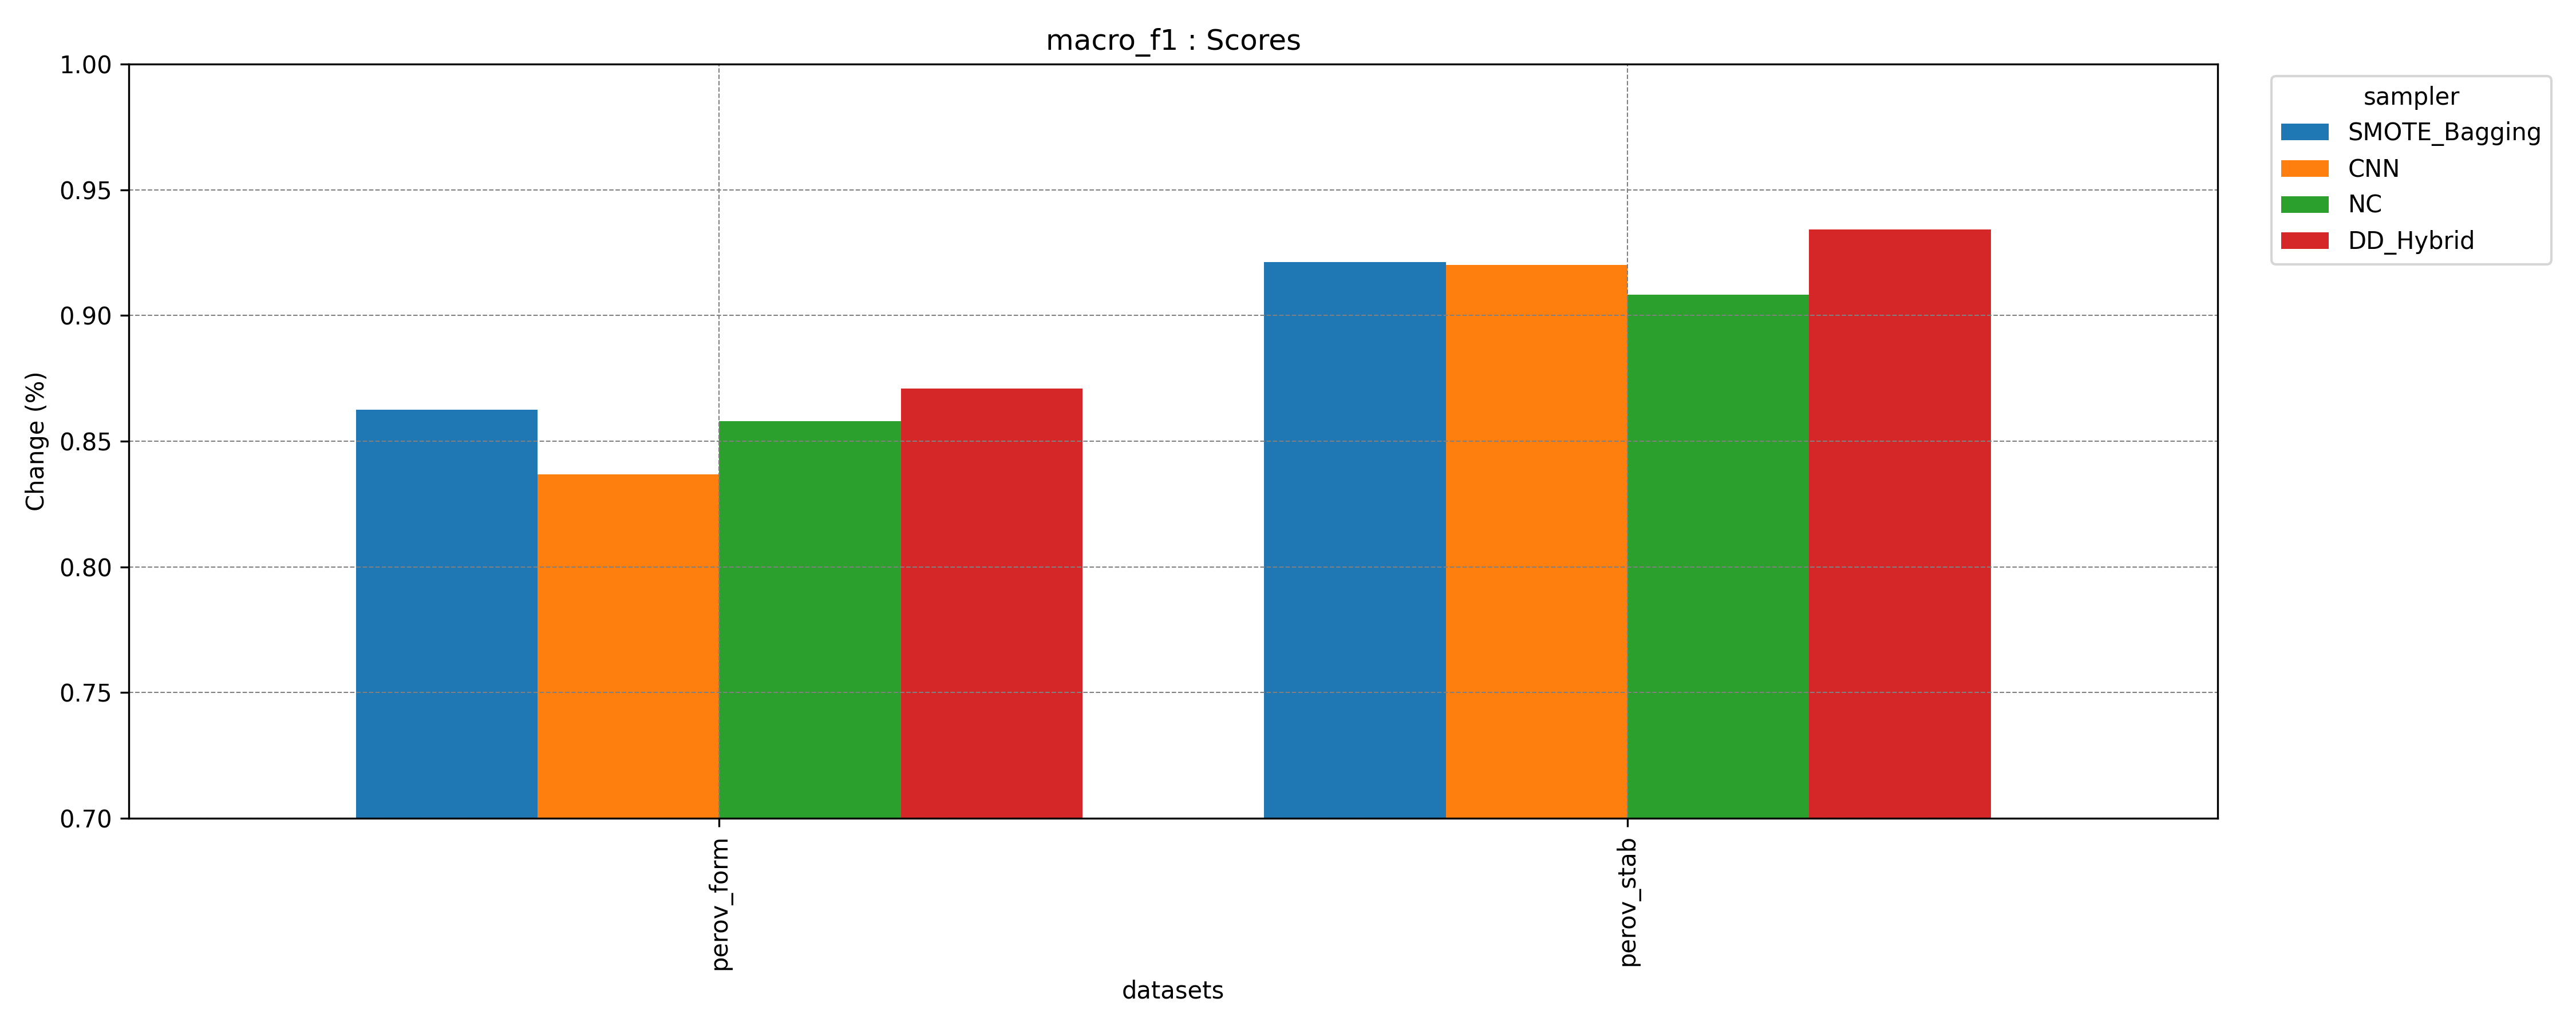 macro_f1 : Scores
1.00
0.95
0.90
0.85
0.80
0.75
0.70
Change (%)
perov_form
perov_stab
datasets
sampler
SMOTE_Bagging
CNN
NC
DD_Hybrid